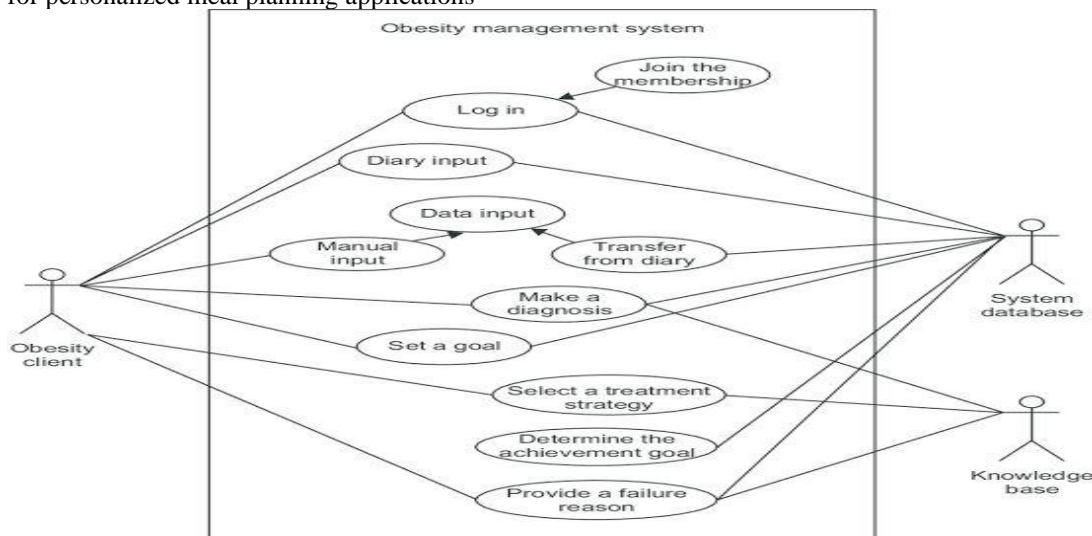 for personalized meal planning applications
Obesity management system
Join the
membership
Log in
Diary input
Data input
Manual
input
Transfer
from diary
Make a
diagnosis
System
database
Obesity
client
Set a goal
Select a treatment
strategy
Determine the
achievement goal
Knowledge
base
Provide a failure
reason